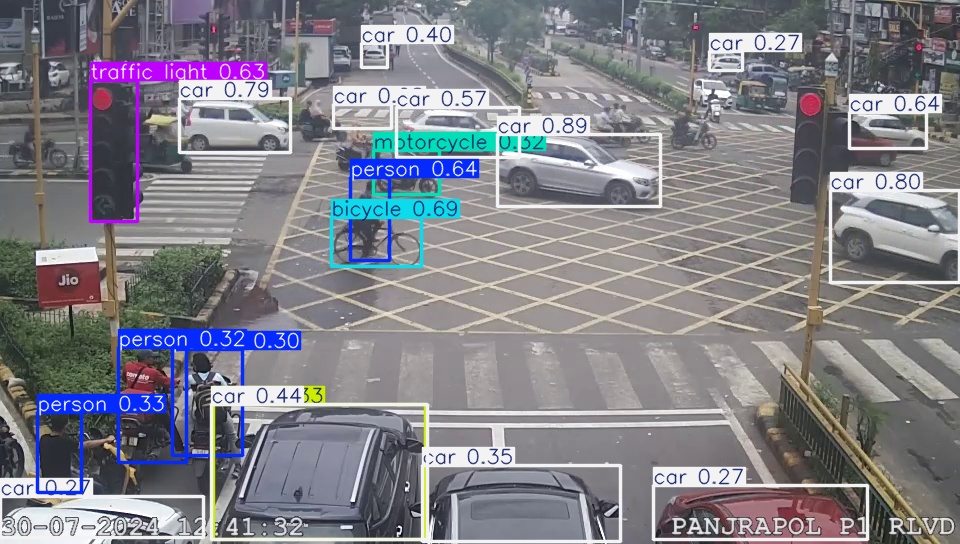 car 0.40
car 0.27
traffic light 0.63
car 0.79
car 0.57
car 0.64
car 0.89
motorcycle 0.32
person 0.64
car 0.80
bicycle 0.69
Jio
person 0.32
0.30
zomato
car 0.44
33
person 0.33
car 0.35
car 0.27
car 0.27
30-07-2024 12:41:32
PANJRAPOL P1 RLVD